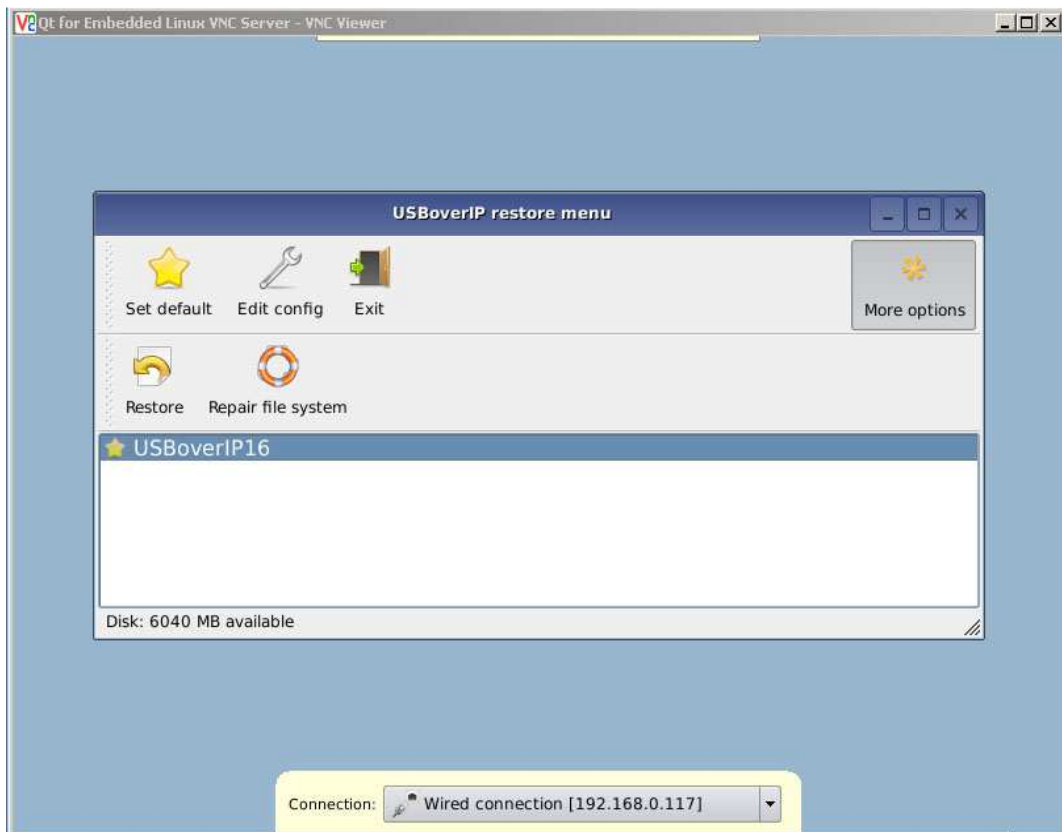 Qt for Embedded Linux VNC Server - VNC Viewer
USBoverIP restore menu
Set default Edit config Exit More options
Restore Repair file system
USBoverIP16
Disk: 6040 MB available
Connection: Wired connection [192.168.0.117]